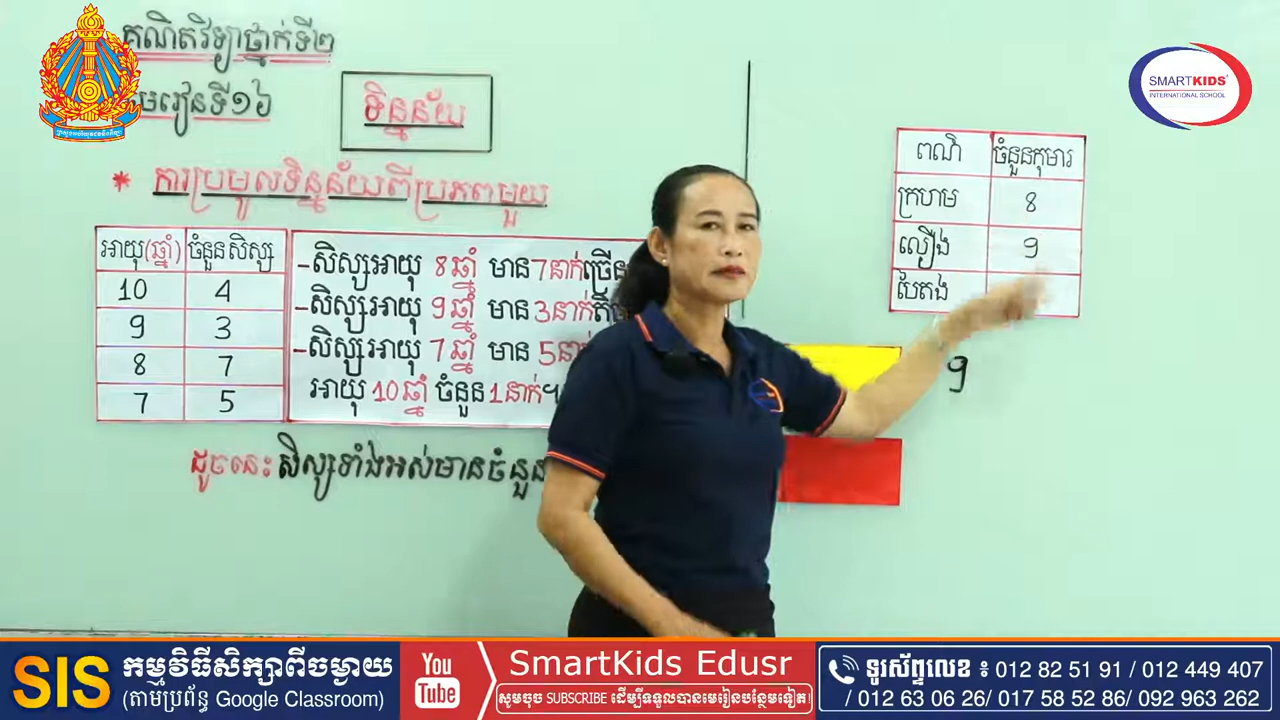 គណិតវិទ្យាថ្នាក់ទី២
មេរៀនទី១៦
ទិន្នន័យ
* ការប្រមូលទិន្នន័យពីប្រភពមួយ
អាយុ(ឆ្នាំ) ចំនួនសិស្ស
10 4
9 3
8 7
7 5
-សិស្សអាយុ 8ឆ្នាំ មាន7នាក់ច្រើន
-សិស្សអាយុ 9ឆ្នាំ មាន3នាក់
-សិស្សអាយុ 7ឆ្នាំ មាន 5នាក់
អាយុ 10ឆ្នាំ ចំនួន1នាក់។
ដូចនេះ សិស្សទាំងអស់មានចំនួន
ពណ៌ ចំនួនកុមារ
ក្រហម 8
លឿង 9
បៃតង
9
SMARTKIDS
INTERNATIONAL SCHOOL
SIS កម្មវិធីសិក្សាពីចម្ងាយ
(តាមប្រព័ន្ធ Google Classroom)
You
Tube
SmartKids Edusr
សូមចុច SUBSCRIBE ដើម្បីទទួលបានមេរៀនបន្ថែមទៀត!
ទូរស័ព្ទលេខ ៖ 012 82 51 91 / 012 449 407
/ 012 63 06 26/ 017 58 52 86/ 092 963 262